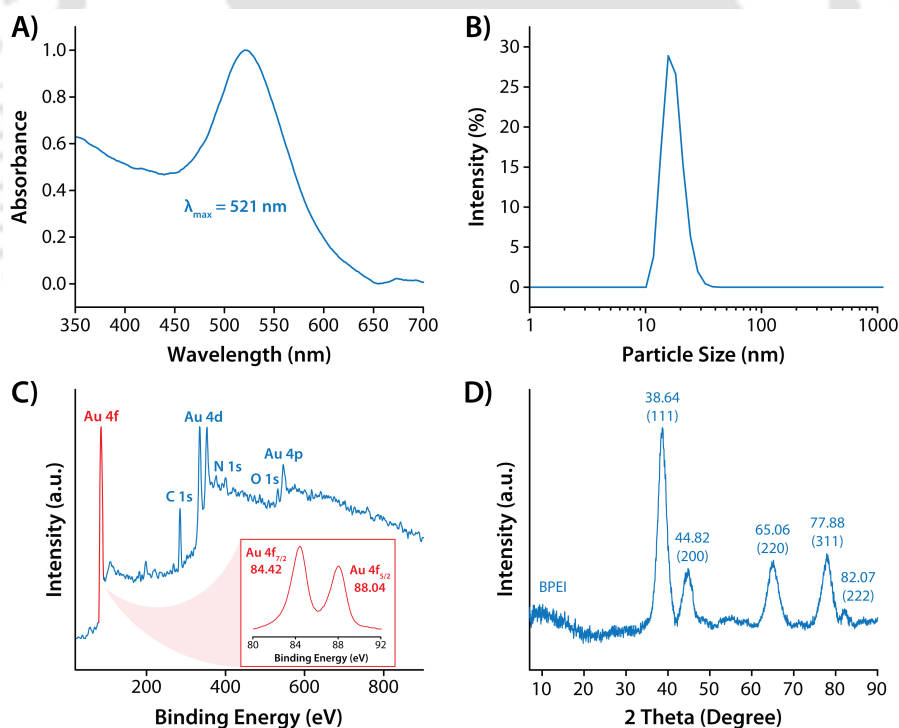 A)
1.0
0.8
0.6
0.4
0.2
0.0
Absorbance
λmax = 521 nm
350 400 450 500 550 600 650 700
Wavelength (nm)
B)
30
25
20
15
10
5
0
Intensity (%)
1 10 100 1000
Particle Size (nm)
C)
Intensity (a.u.)
Au 4f
Au 4d
N 1s
Au 4p
O 1s
C 1s
Au 4f7/2
84.42
Au 4f5/2
88.04
80 84 88 92
Binding Energy (eV)
200 400 600 800
Binding Energy (eV)
D)
Intensity (a.u.)
38.64
(111)
44.82
(200)
65.06
(220)
77.88
(311)
82.07
(222)
BPEI
10 20 30 40 50 60 70 80 90
2 Theta (Degree)